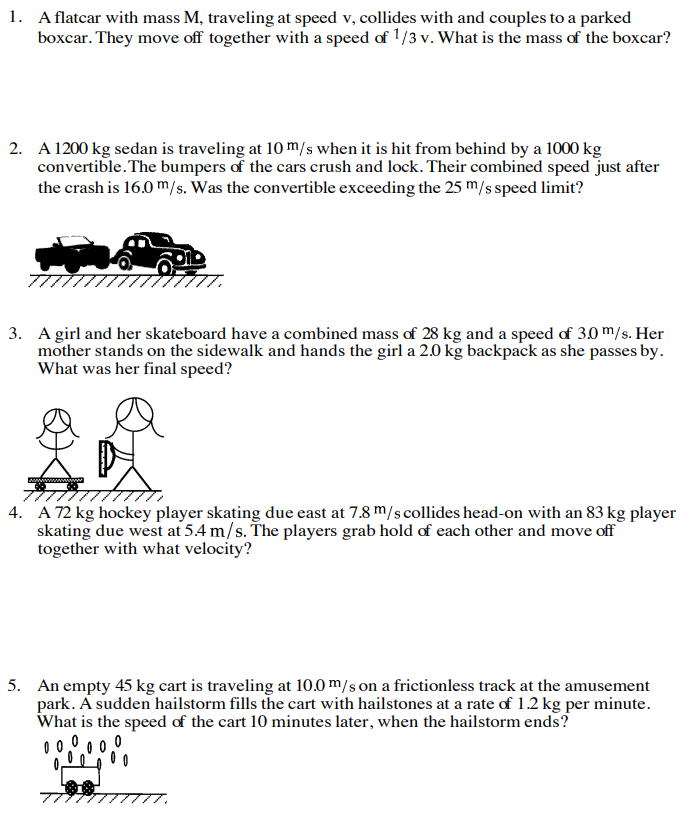 1. A flatcar with mass M, traveling at speed v, collides with and couples to a parked
boxcar. They move off together with a speed of 1/3 v. What is the mass of the boxcar?
2. A 1200 kg sedan is traveling at 10 m/s when it is hit from behind by a 1000 kg
convertible. The bumpers of the cars crush and lock. Their combined speed just after
the crash is 16.0 m/s. Was the convertible exceeding the 25 m/s speed limit?
3. A girl and her skateboard have a combined mass of 28 kg and a speed of 3.0 m/s. Her
mother stands on the sidewalk and hands the girl a 2.0 kg backpack as she passes by.
What was her final speed?
4. A 72 kg hockey player skating due east at 7.8 m/s collides head-on with an 83 kg player
skating due west at 5.4 m/s. The players grab hold of each other and move off
together with what velocity?
5. An empty 45 kg cart is traveling at 10.0 m/s on a frictionless track at the amusement
park. A sudden hailstorm fills the cart with hailstones at a rate of 1.2 kg per minute.
What is the speed of the cart 10 minutes later, when the hailstorm ends?